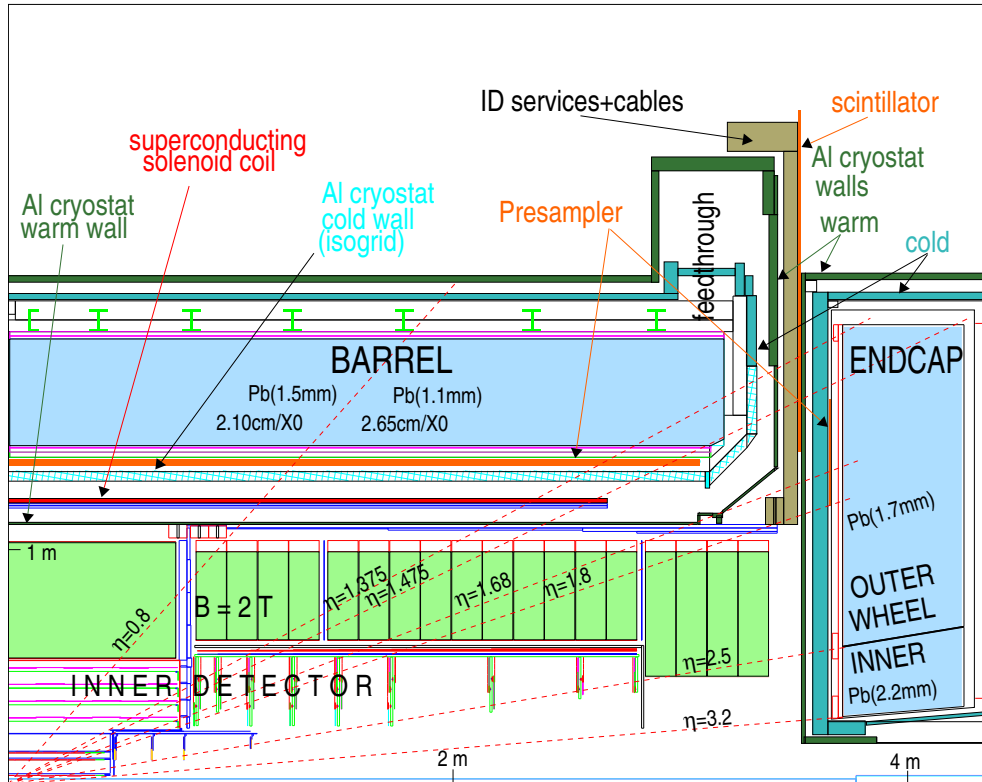 ID services+cables
scintillator
superconducting
solenoid coil
Al cryostat
walls
Al cryostat
warm wall
Al cryostat
cold wall
(isogrid)
Presampler
feedthrough
warm
cold
BARREL
ENDCAP
Pb(1.5mm)
Pb(1.1mm)
2.10cm/X0
2.65cm/X0
Pb(1.7mm)
1 m
η=0.8
B = 2 T
η=1.375
η=1.475
η=1.68
η=1.8
OUTER
WHEEL
η=2.5
INNER
Pb(2.2mm)
INNER DETECTOR
η=3.2
2 m
4 m